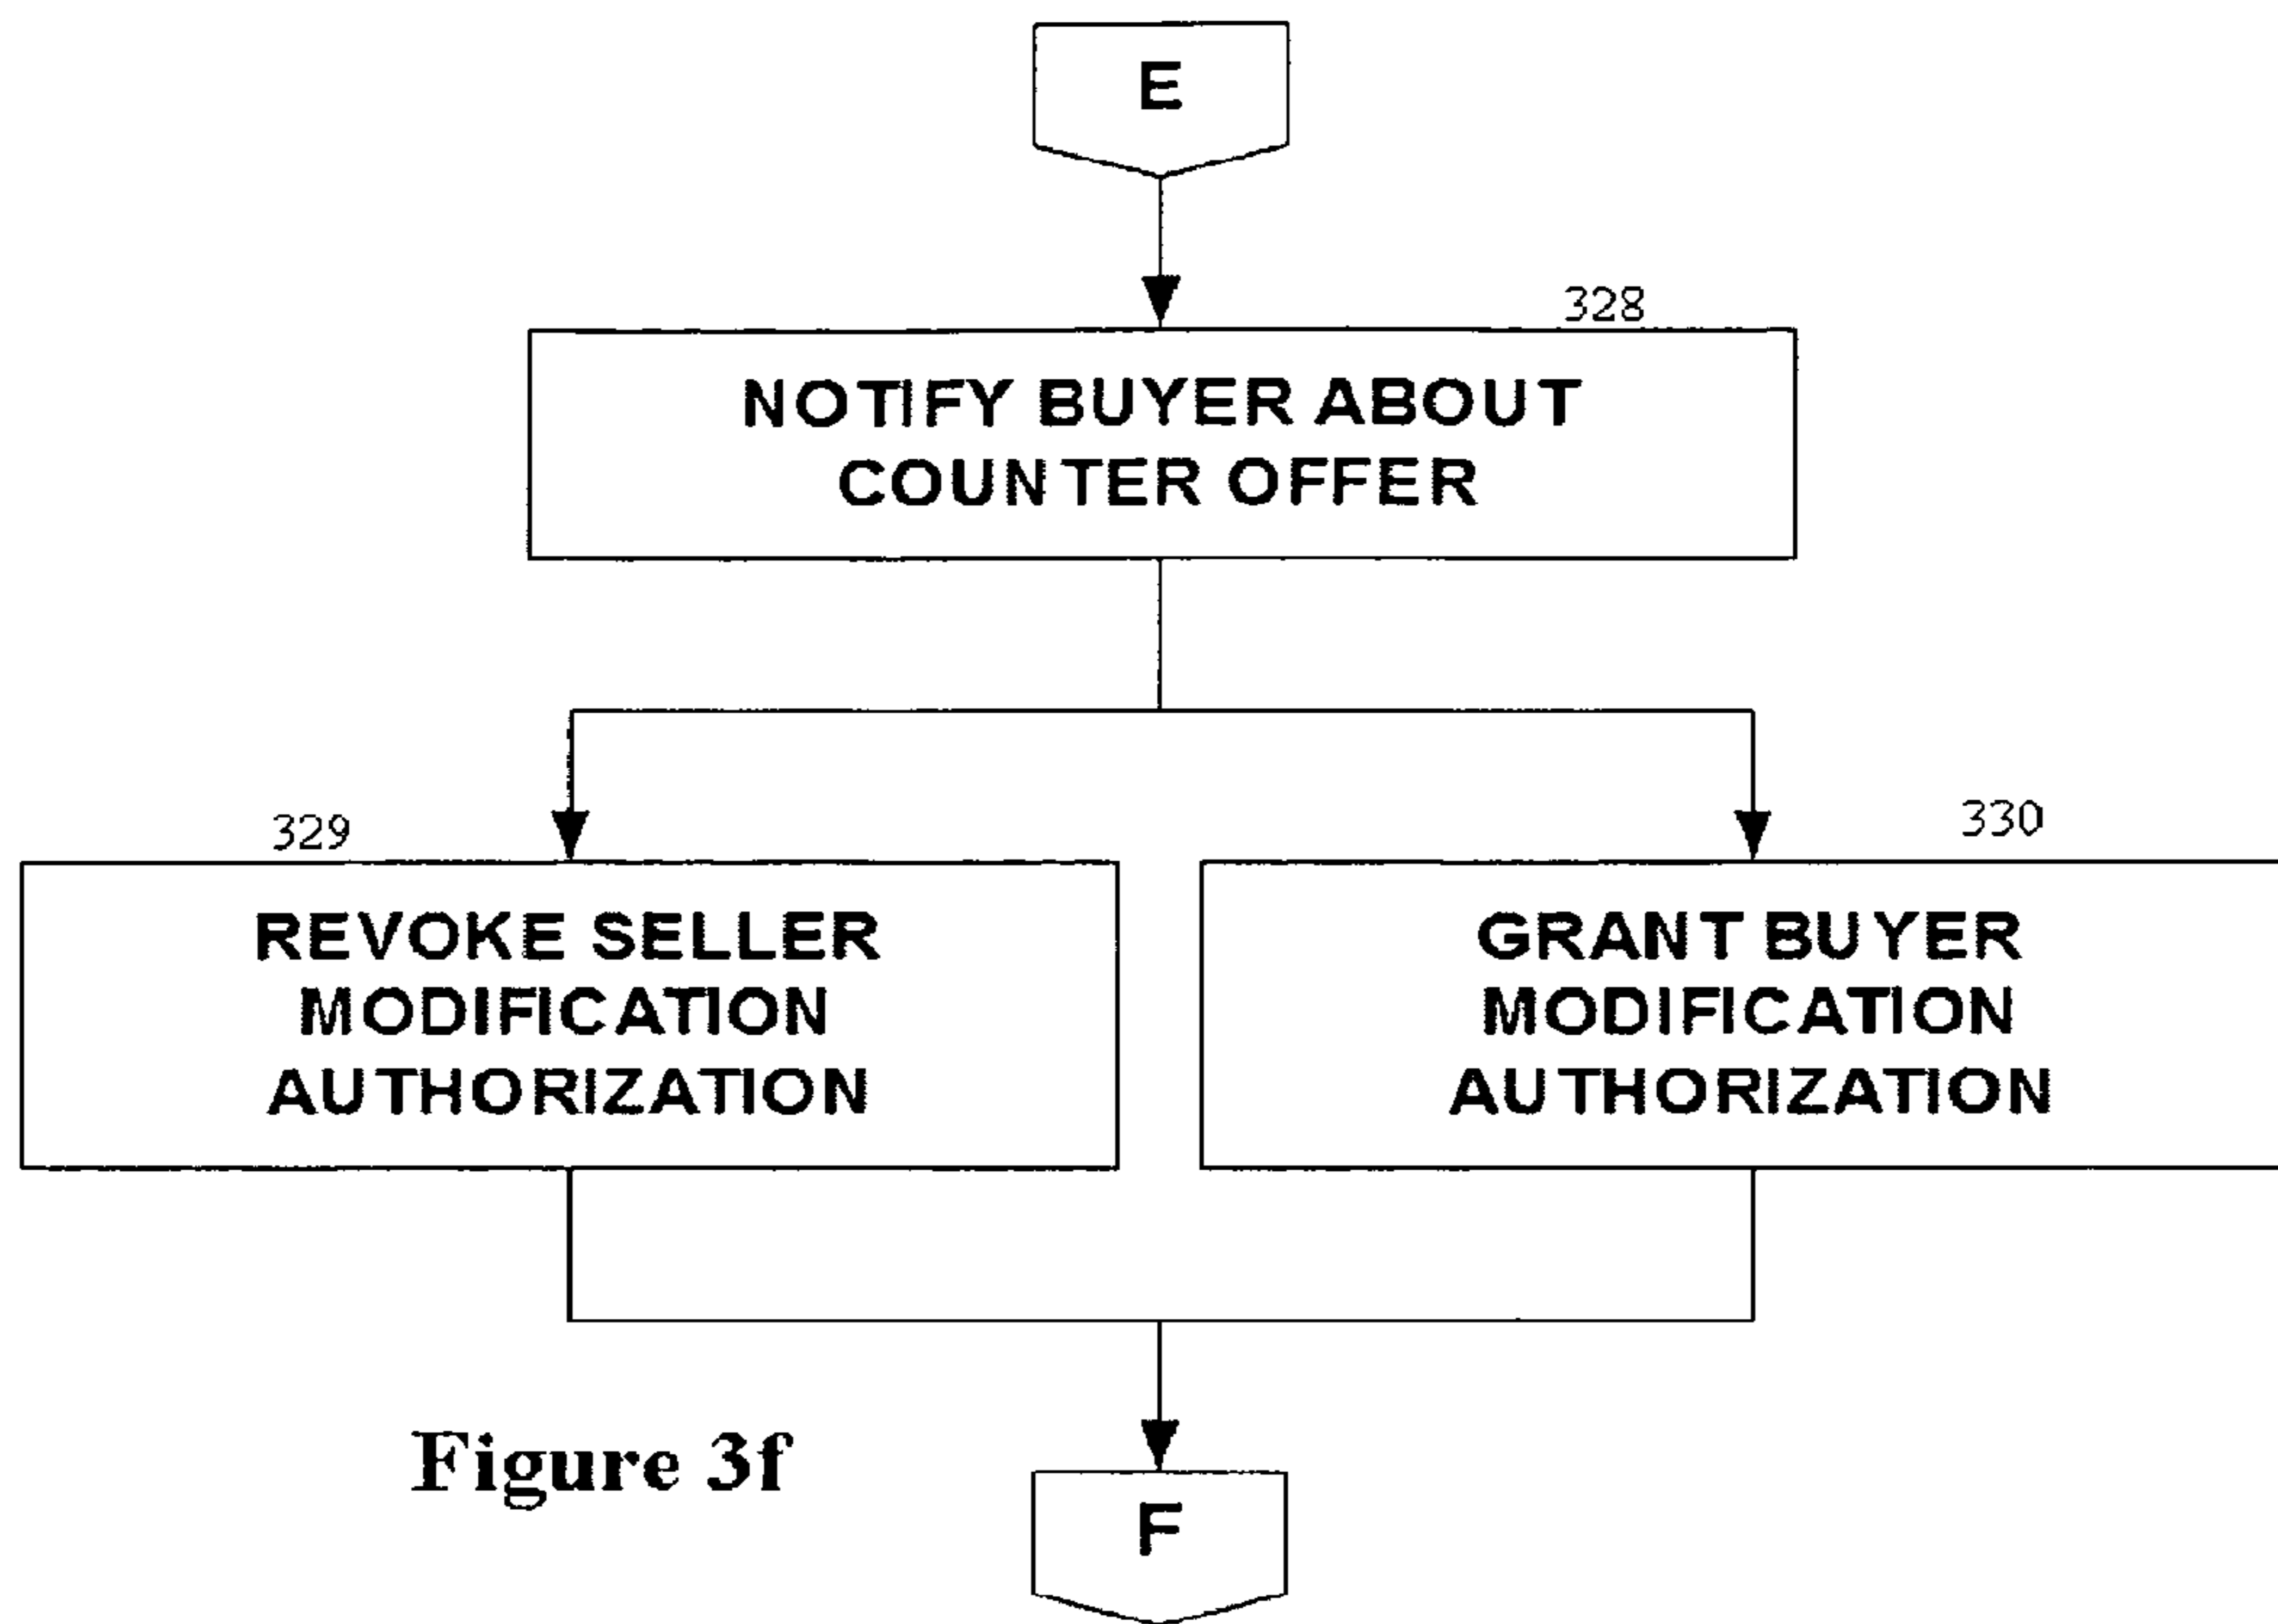 E
328
NOTIFY BUYER ABOUT
COUNTER OFFER
329
REVOKE SELLER
MODIFICATION
AUTHORIZATION
330
GRANT BUYER
MODIFICATION
AUTHORIZATION
Figure 3f
F